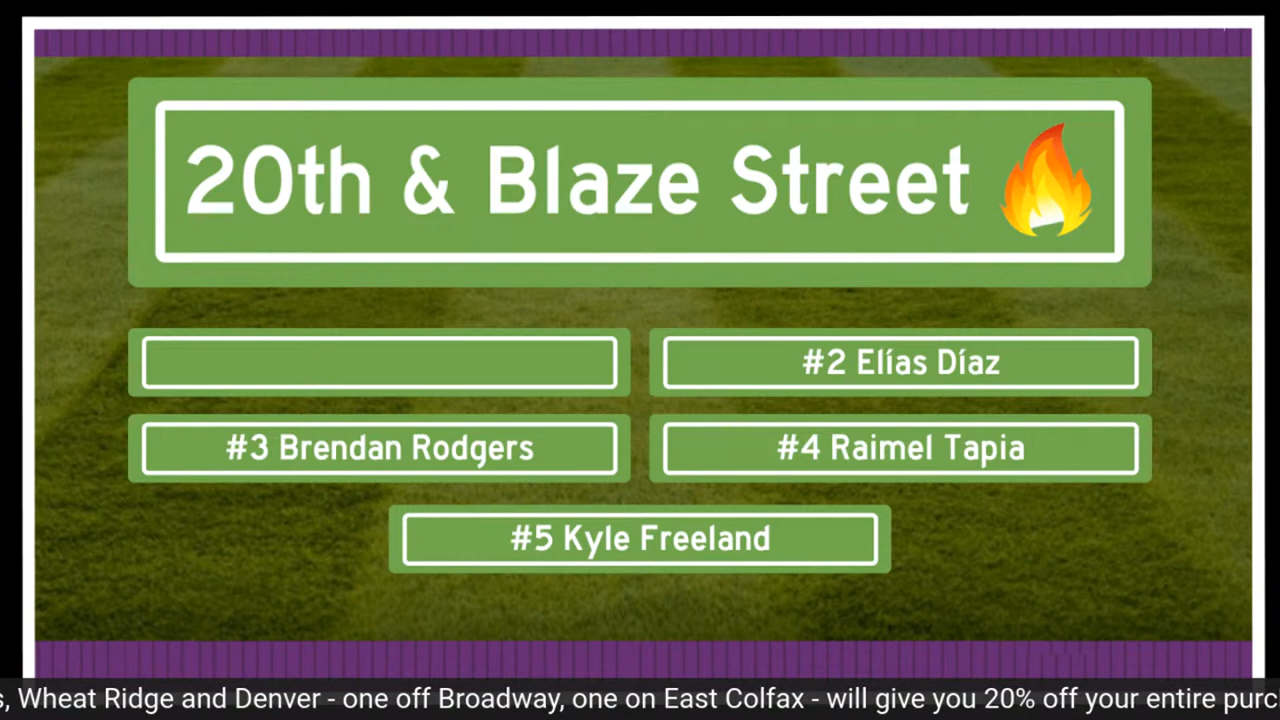 20th & Blaze Street 🔥
#2 Elías Díaz
#3 Brendan Rodgers
#4 Raimel Tapia
#5 Kyle Freeland
, Wheat Ridge and Denver - one off Broadway, one on East Colfax - will give you 20% off your entire